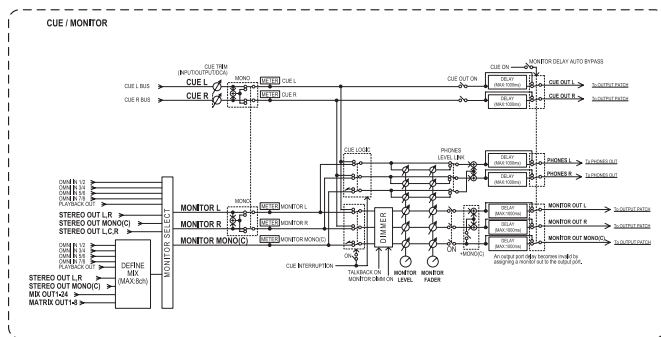 CUE / MONITOR
CUE TRIM
(INPUT/OUTPUT/DCA)
MONO
CUE ON
MONITOR DELAY AUTO BYPASS
CUE L BUS
CUE L
METER CUE L
CUE OUT ON
DELAY
(MAX:1000ms)
CUE OUT L
To OUTPUT PATCH
CUE R BUS
CUE R
METER CUE R
DELAY
(MAX:1000ms)
CUE OUT R
To OUTPUT PATCH
CUE LOGIC
PHONES
LEVEL LINK
DELAY
(MAX:1000ms)
PHONES L
To PHONES OUT
DELAY
(MAX:1000ms)
PHONES R
To PHONES OUT
OMNI IN 1/2
OMNI IN 3/4
OMNI IN 5/6
OMNI IN 7/8
PLAYBACK OUT
STEREO OUT L,R
STEREO OUT MONO(C)
STEREO OUT L,C,R
MONITOR SELECT
MONO
MONITOR L
METER MONITOR L
MONITOR R
METER MONITOR R
MONITOR MONO(C)
METER MONITOR MONO(C)
DIMMER
DELAY
(MAX:1000ms)
MONITOR OUT L
To OUTPUT PATCH
DELAY
(MAX:1000ms)
MONITOR OUT R
To OUTPUT PATCH
DELAY
(MAX:1000ms)
MONITOR OUT MONO(C)
To OUTPUT PATCH
ON
ON
+MONO(C)
An output port delay becomes invalid by
assigning a monitor out to the output port.
OMNI IN 1/2
OMNI IN 3/4
OMNI IN 5/6
OMNI IN 7/8
PLAYBACK OUT
STEREO OUT L,R
STEREO OUT MONO(C)
MIX OUT1-24
MATRIX OUT1-8
DEFINE
MIX
(MAX:8ch)
CUE INTERRUPTION
TALKBACK ON
MONITOR DIMM ON
MONITOR
LEVEL
MONITOR
FADER